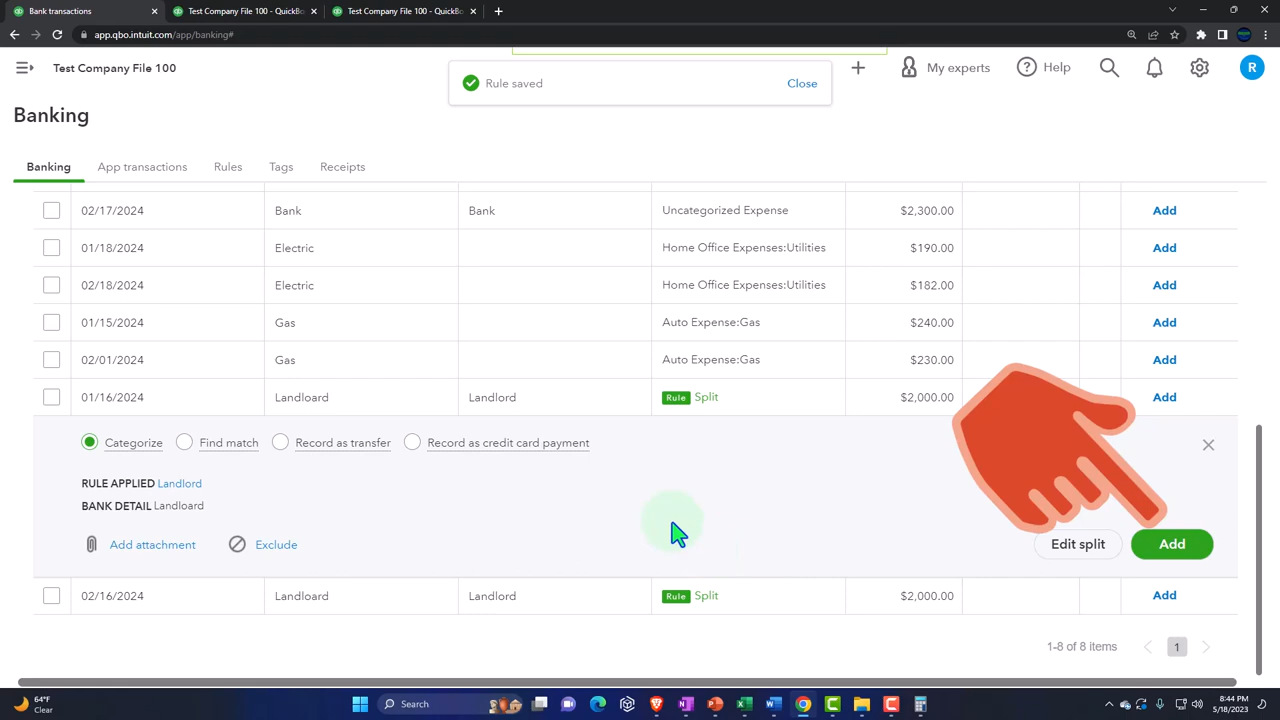 Bank transactions
Test Company File 100 - QuickBo
Test Company File 100 - QuickBo
app.qbo.intuit.com/app/banking#
Test Company File 100
Rule saved
Close
My experts
Help
R
Banking
Banking
App transactions
Rules
Tags
Receipts
02/17/2024 Bank Bank Uncategorized Expense $2,300.00 Add
01/18/2024 Electric Home Office Expenses:Utilities $190.00 Add
02/18/2024 Electric Home Office Expenses:Utilities $182.00 Add
01/15/2024 Gas Auto Expense:Gas $240.00 Add
02/01/2024 Gas Auto Expense:Gas $230.00 Add
01/16/2024 Landloard Landlord Rule Split $2,000.00 Add
Categorize Find match Record as transfer Record as credit card payment
RULE APPLIED Landlord
BANK DETAIL Landloard
Add attachment Exclude Edit split Add
02/16/2024 Landloard Landlord Rule Split $2,000.00 Add
1-8 of 8 items 1
64°F
Clear
Search
8:44 PM
5/18/2023